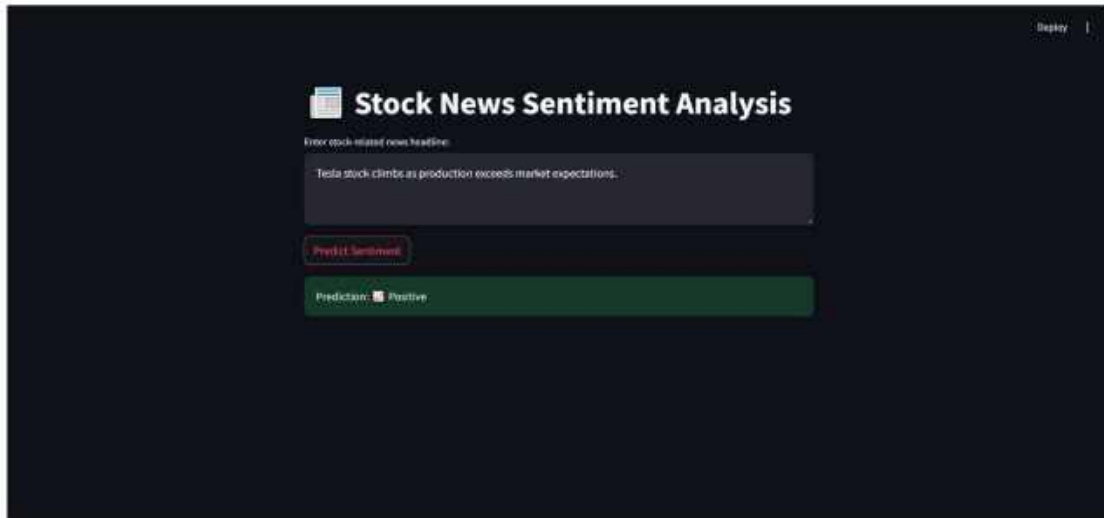 Deploy
Stock News Sentiment Analysis
Enter stock-related news headline:
Tesla stock climbs as production exceeds market expectations.
Predict Sentiment
Prediction: 📈 Positive